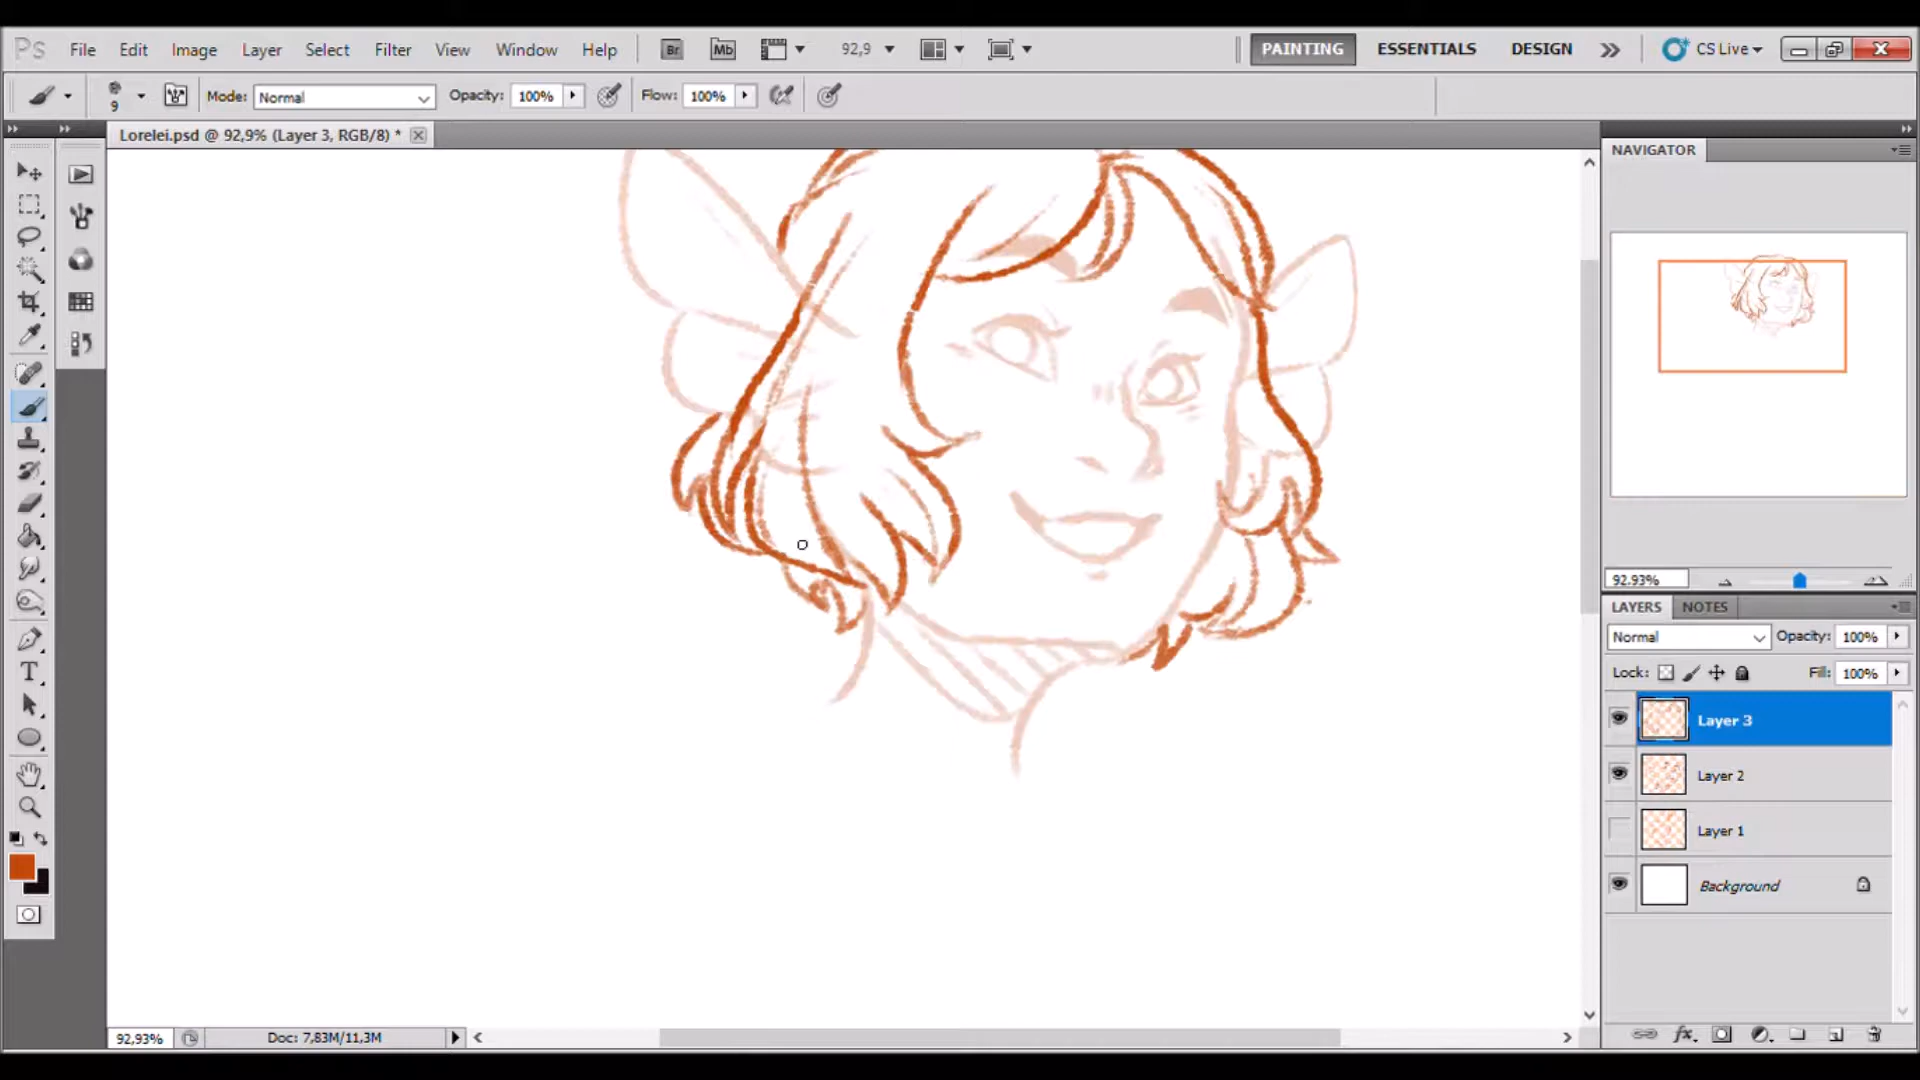 Ps File Edit Image Layer Select Filter View Window Help Br Mb 92,9 PAINTING ESSENTIALS DESIGN CS Live
9 Mode: Normal Opacity: 100% Flow: 100%
Lorelei.psd @ 92,9% (Layer 3, RGB/8) *
NAVIGATOR
92.93%
LAYERS NOTES
Normal Opacity: 100%
Lock: Fill: 100%
Layer 3
Layer 2
Layer 1
Background
T
fx
92,93% Doc: 7,83M/11,3M